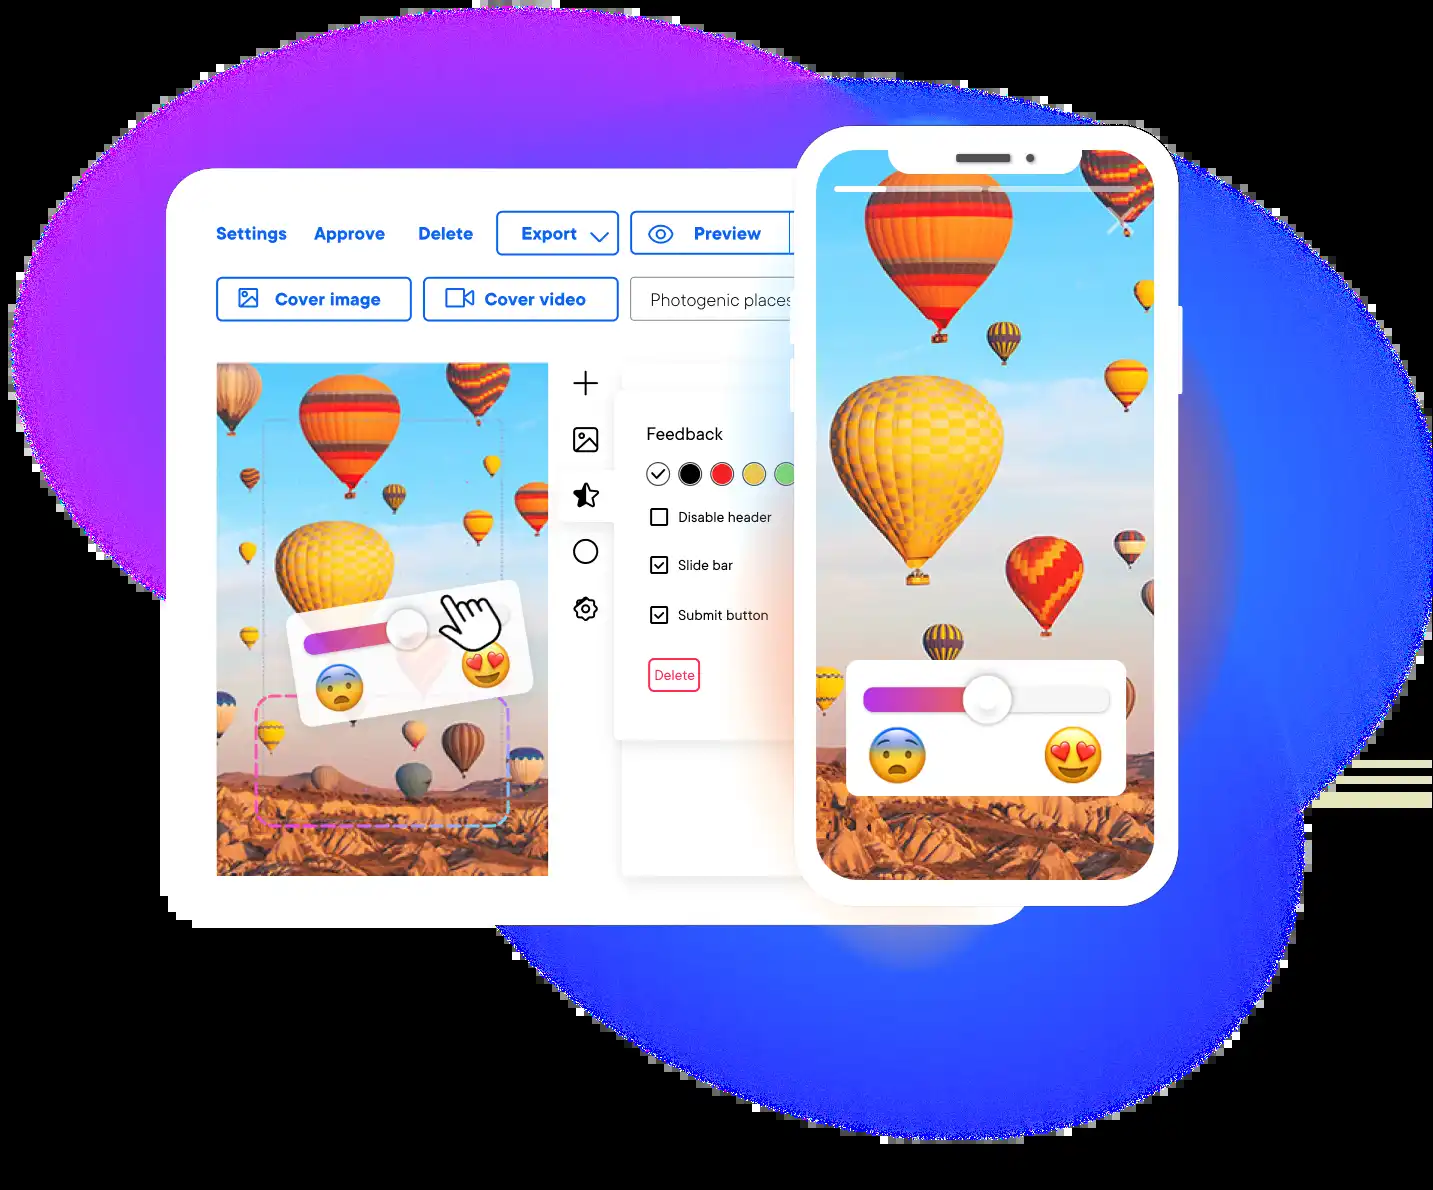 Settings Approve Delete Export Preview
Cover image Cover video Photogenic places
Feedback
Disable header
Slide bar
Submit button
Delete